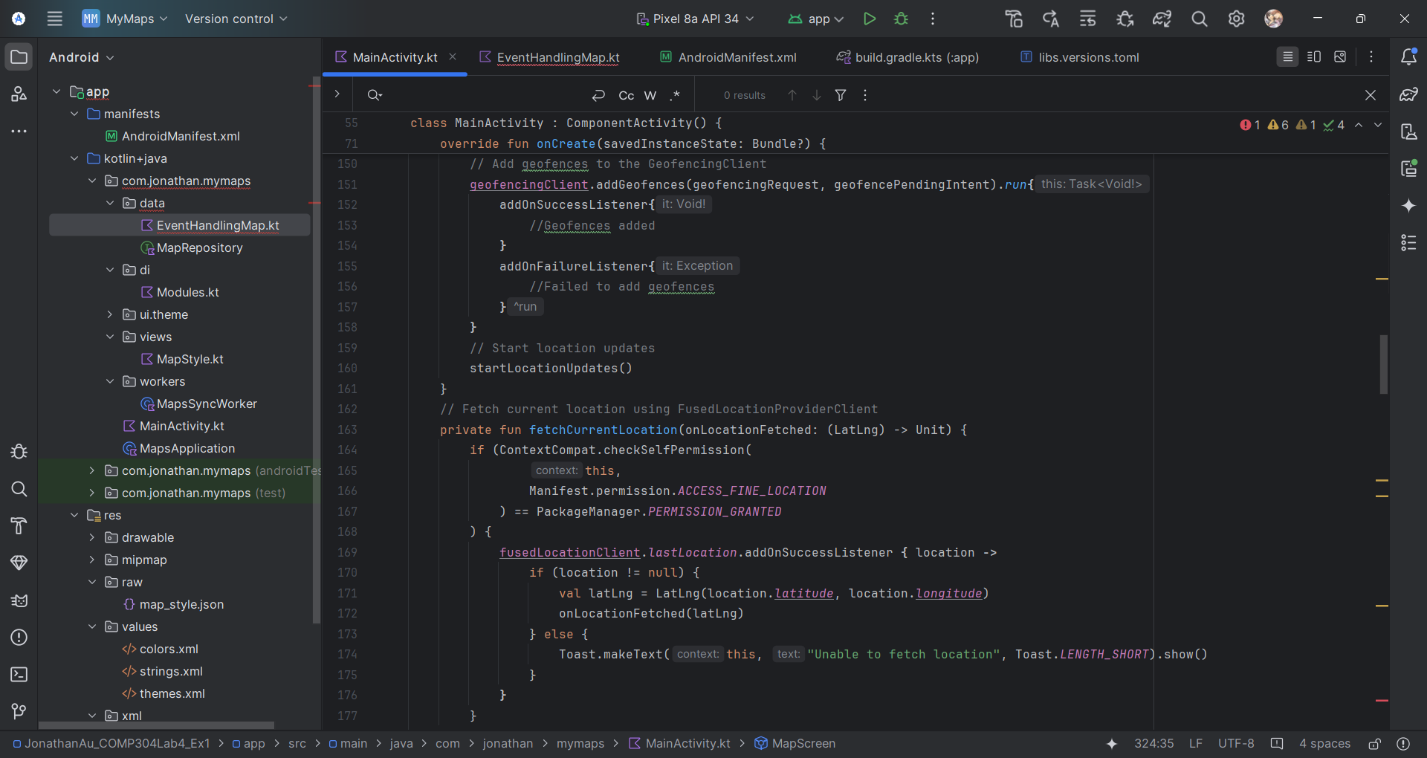 MM MyMaps Version control Pixel 8a API 34 app
Android
MainActivity.kt EventHandlingMap.kt AndroidManifest.xml build.gradle.kts (:app) libs.versions.toml
Cc W .* 0 results
app
manifests
AndroidManifest.xml
kotlin+java
com.jonathan.mymaps
data
EventHandlingMap.kt
MapRepository
di
Modules.kt
ui.theme
views
MapStyle.kt
workers
MapsSyncWorker
MainActivity.kt
MapsApplication
com.jonathan.mymaps (androidTes
com.jonathan.mymaps (test)
res
drawable
mipmap
raw
map_style.json
values
colors.xml
strings.xml
themes.xml
xml
1 6 1 4
55 class MainActivity : ComponentActivity() {
71 override fun onCreate(savedInstanceState: Bundle?) {
150 // Add geofences to the GeofencingClient
151 geofencingClient.addGeofences(geofencingRequest, geofencePendingIntent).run{ this: Task<Void!>
152 addOnSuccessListener{ it: Void!
153 //Geofences added
154 }
155 addOnFailureListener{ it: Exception
156 //Failed to add geofences
157 } ^run
158 }
159 // Start location updates
160 startLocationUpdates()
161 }
162 // Fetch current location using FusedLocationProviderClient
163 private fun fetchCurrentLocation(onLocationFetched: (LatLng) -> Unit) {
164 if (ContextCompat.checkSelfPermission(
165 context: this,
166 Manifest.permission.ACCESS_FINE_LOCATION
167 ) == PackageManager.PERMISSION_GRANTED
168 ) {
169 fusedLocationClient.lastLocation.addOnSuccessListener { location ->
170 if (location != null) {
171 val latLng = LatLng(location.latitude, location.longitude)
172 onLocationFetched(latLng)
173 } else {
174 Toast.makeText( context: this, text: "Unable to fetch location", Toast.LENGTH_SHORT).show()
175 }
176 }
177 }
JonathanAu_COMP304Lab4_Ex1 > app > src > main > java > com > jonathan > mymaps > MainActivity.kt > MapScreen 324:35 LF UTF-8 4 spaces